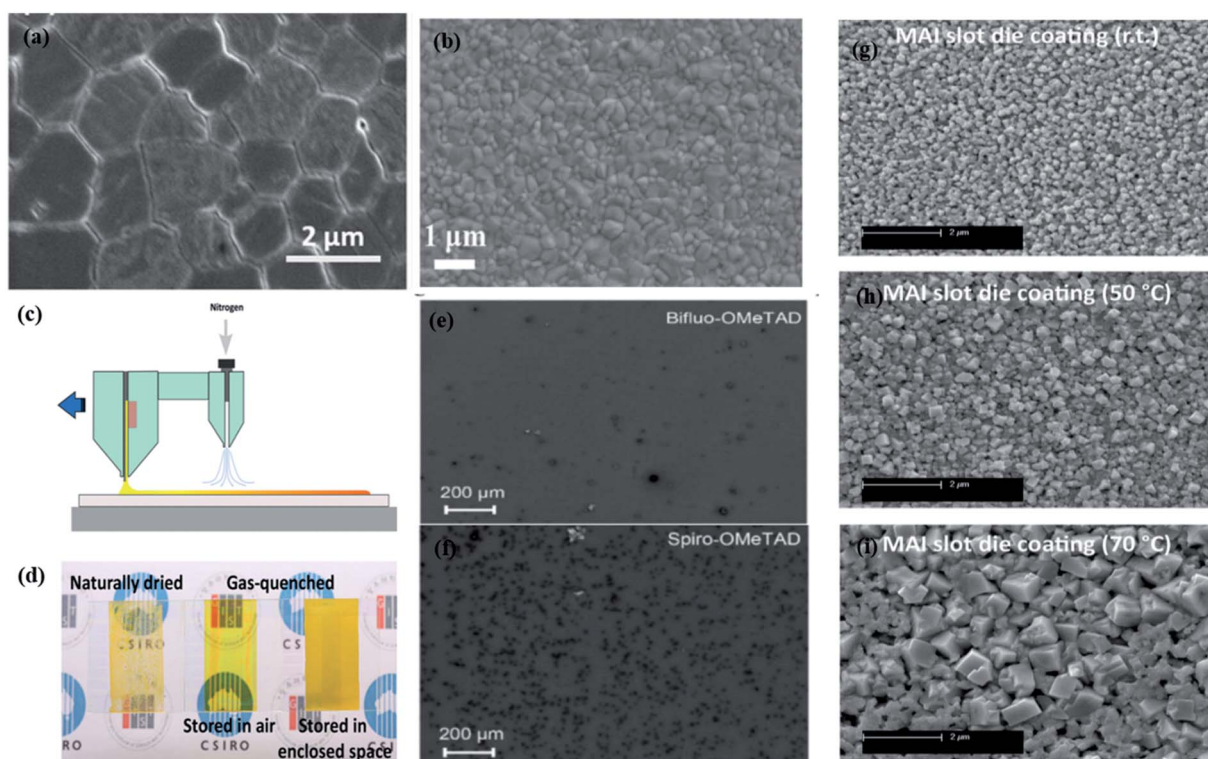 (a)
2 µm
(b)
1 µm
(c)
Nitrogen
(d)
Naturally dried
Gas-quenched
CSIRO
CSIRO
CSIRO
Stored in air
Stored in
enclosed space
(e)
Bifluo-OMeTAD
200 µm
(f)
Spiro-OMeTAD
200 µm
(g)
MAI slot die coating (r.t.)
2 µm
(h)
MAI slot die coating (50 °C)
2 µm
(i)
MAI slot die coating (70 °C)
2 µm